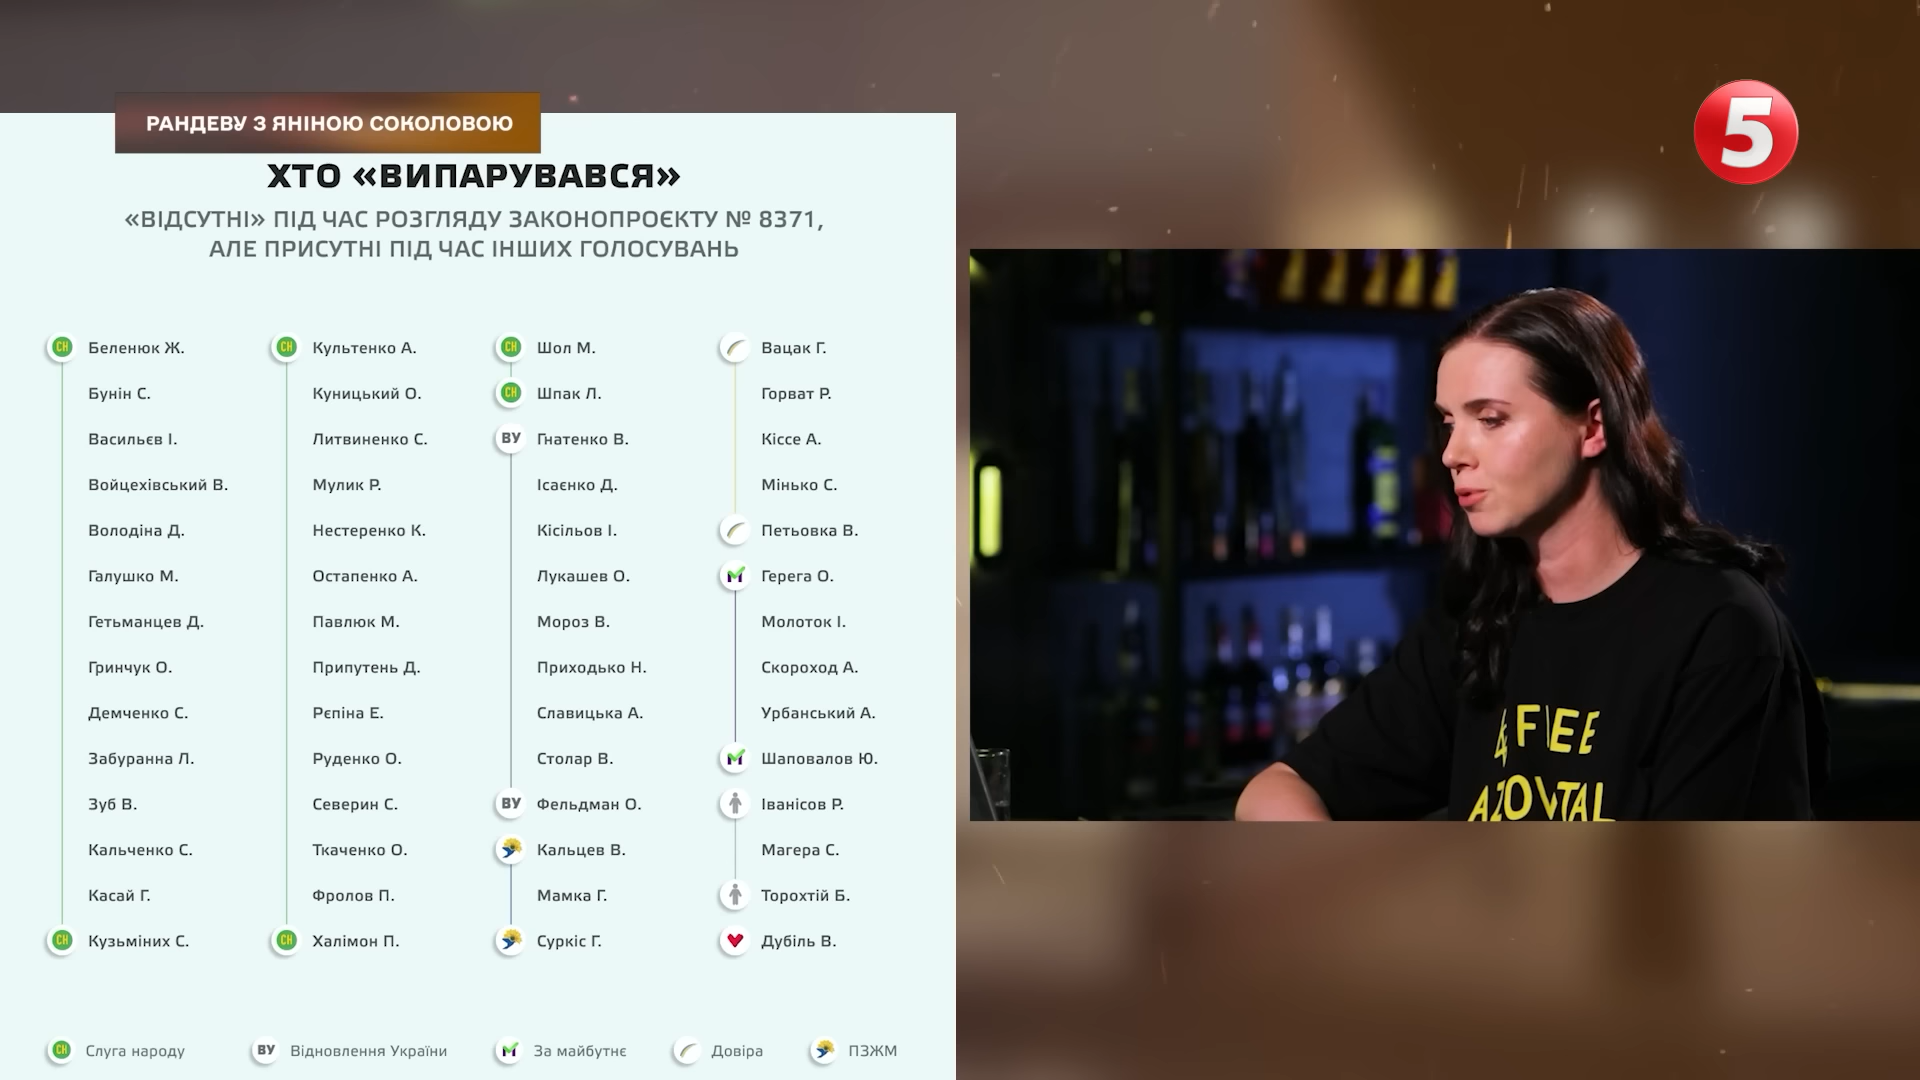 РАНДЕВУ З ЯНІНОЮ СОКОЛОВОЮ
5
ХТО «ВИПАРУВАВСЯ»
«ВІДСУТНІ» ПІД ЧАС РОЗГЛЯДУ ЗАКОНОПРОЄКТУ № 8371,
АЛЕ ПРИСУТНІ ПІД ЧАС ІНШИХ ГОЛОСУВАНЬ
СН Беленюк Ж.
Бунін С.
Васильєв І.
Войцехівський В.
Володіна Д.
Галушко М.
Гетьманцев Д.
Гринчук О.
Демченко С.
Забуранна Л.
Зуб В.
Кальченко С.
Касай Г.
СН Кузьміних С.
СН Культенко А.
Куницький О.
Литвиненко С.
Мулик Р.
Нестеренко К.
Остапенко А.
Павлюк М.
Припутень Д.
Рєпіна Е.
Руденко О.
Северин С.
Ткаченко О.
Фролов П.
СН Халімон П.
СН Шол М.
СН Шпак Л.
ВУ Гнатенко В.
Ісаєнко Д.
Кісільов І.
Лукашев О.
Мороз В.
Приходько Н.
Славицька А.
Столар В.
ВУ Фельдман О.
Кальцев В.
Мамка Г.
Суркіс Г.
Вацак Г.
Горват Р.
Кіссе А.
Мінько С.
Петьовка В.
М Герега О.
Молоток І.
Скороход А.
Урбанський А.
М Шаповалов Ю.
Іванісов Р.
Магера С.
Торохтій Б.
Дубіль В.
4 FREE
AZOVSTAL
СН Слуга народу
ВУ Відновлення України
М За майбутнє
Довіра
ПЗЖМ